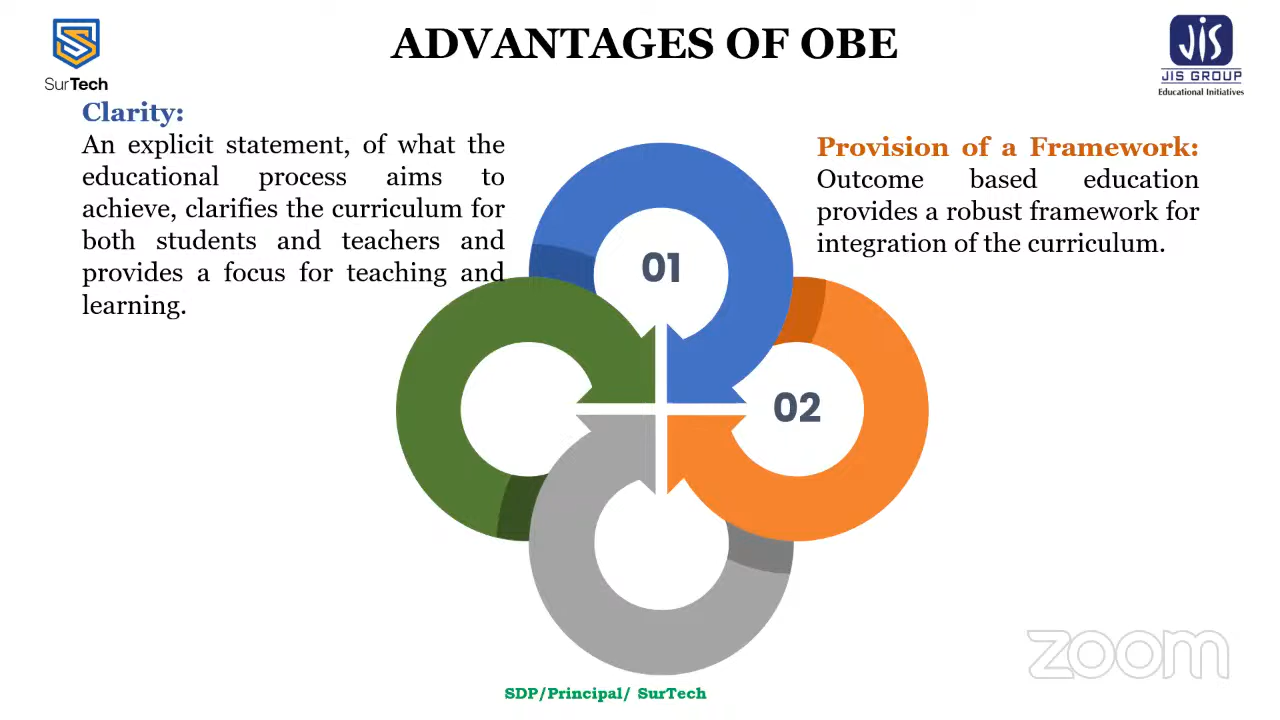 ADVANTAGES OF OBE
SurTech
JIS
JIS GROUP
Educational Initiatives
Clarity:
An explicit statement, of what the
educational process aims to
achieve, clarifies the curriculum for
both students and teachers and
provides a focus for teaching and
learning.
Provision of a Framework:
Outcome based education
provides a robust framework for
integration of the curriculum.
01
02
zoom
SDP/Principal/ SurTech